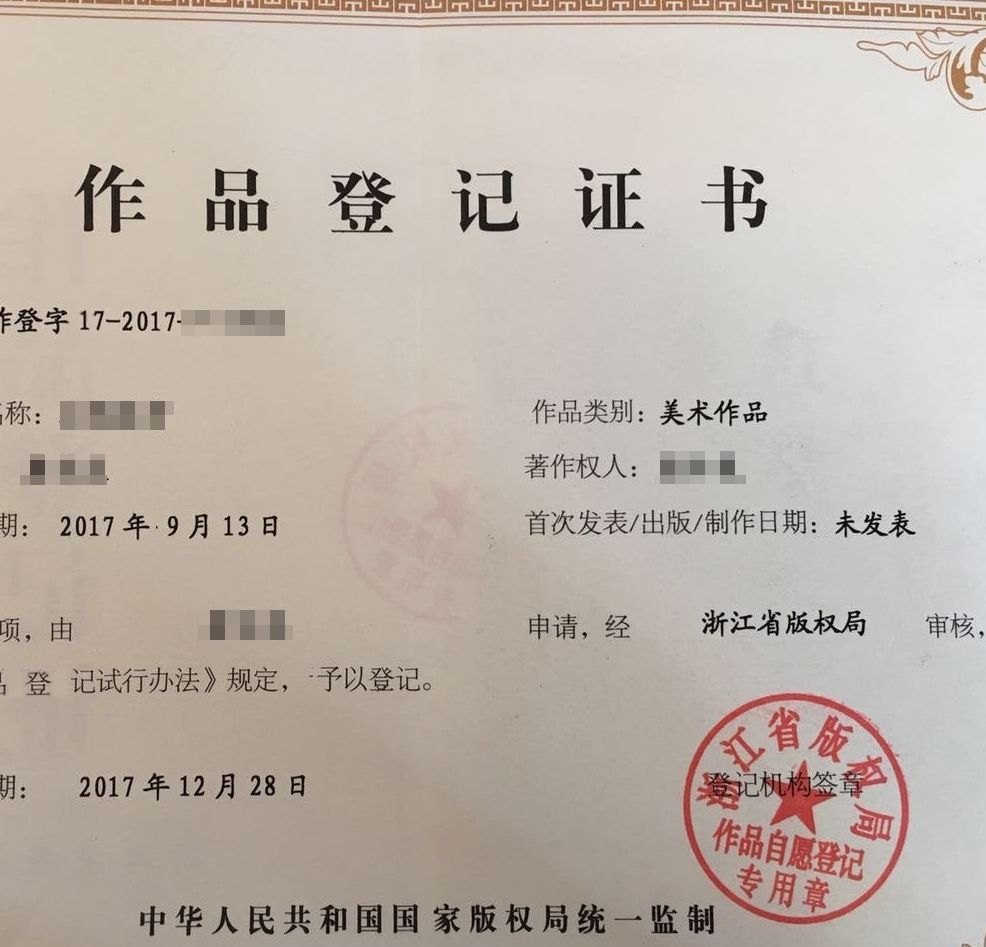 作品登记证书
作登字 17-2017-
名称：
作品类别：美术作品
著作权人：
期：2017 年 9 月 13 日
首次发表/出版/制作日期：未发表
项，由
申请，经 浙江省版权局 审核，
品 登 记试行办法》规定，予以登记。
期：2017 年 12 月 28 日
登记机构签章
浙江省版权局
作品自愿登记
专用章
中华人民共和国国家版权局统一监制